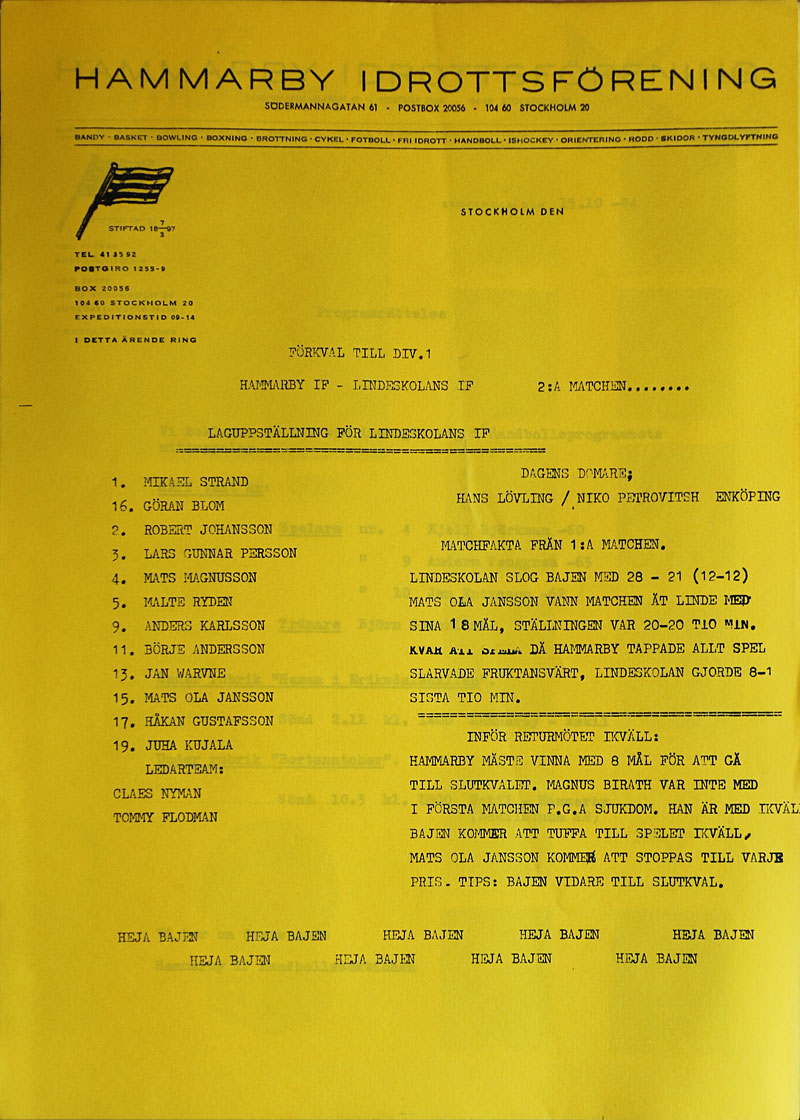 HAMMARBY IDROTTSFÖRENING
SÖDERMANNAGATAN 61 - POSTBOX 20056 - 104 60 STOCKHOLM 20
BANDY · BASKET · BOWLING · BOXNING · BROTTNING · CYKEL · FOTBOLL · FRI IDROTT · HANDBOLL · ISHOCKEY · ORIENTERING · RODD · SKIDOR · TYNGDLYFTNING
STIFTAD 18 7/3 97
STOCKHOLM DEN
TEL. 41 35 92
POSTGIRO 1255-9
BOX 20056
104 60 STOCKHOLM 20
EXPEDITIONSTID 09-14
I DETTA ÄRENDE RING
FÖRKVAL TILL DIV.1
HAMMARBY IF - LINDESKOLANS IF 2:A MATCHEN........
LAGUPPSTÄLLNING FÖR LINDESKOLANS IF
1. MIKAEL STRAND
16. GÖRAN BLOM
2. ROBERT JOHANSSON
3. LARS GUNNAR PERSSON
4. MATS MAGNUSSON
5. MALTE RYDEN
9. ANDERS KARLSSON
11. BÖRJE ANDERSSON
13. JAN WARVNE
15. MATS OLA JANSSON
17. HÅKAN GUSTAFSSON
19. JUHA KUJALA
LEDARTEAM:
CLAES NYMAN
TOMMY FLODMAN
DAGENS DOMARE;
HANS LÖVLING / NIKO PETROVITSH ENKÖPING
MATCHFAKTA FRÅN 1:A MATCHEN.
LINDESKOLAN SLOG BAJEN MED 28 - 21 (12-12)
MATS OLA JANSSON VANN MATCHEN ÅT LINDE MED
SINA 18 MÅL, STÄLLNINGEN VAR 20-20 TIO MIN.
KVAR DÅ HAMMARBY TAPPADE ALLT SPEL
SLARVADE FRUKTANSVÄRT, LINDESKOLAN GJORDE 8-1
SISTA TIO MIN.
INFÖR RETURMÖTET IKVÄLL:
HAMMARBY MÅSTE VINNA MED 8 MÅL FÖR ATT GÅ
TILL SLUTKVALET. MAGNUS BIRATH VAR INTE MED
I FÖRSTA MATCHEN P.G.A SJUKDOM. HAN ÄR MED IKVÄL
BAJEN KOMMER ATT TUFFA TILL SPELET IKVÄLL,
MATS OLA JANSSON KOMMER ATT STOPPAS TILL VARJE
PRIS. TIPS: BAJEN VIDARE TILL SLUTKVAL.
HEJA BAJEN HEJA BAJEN HEJA BAJEN HEJA BAJEN HEJA BAJEN
HEJA BAJEN HEJA BAJEN HEJA BAJEN HEJA BAJEN